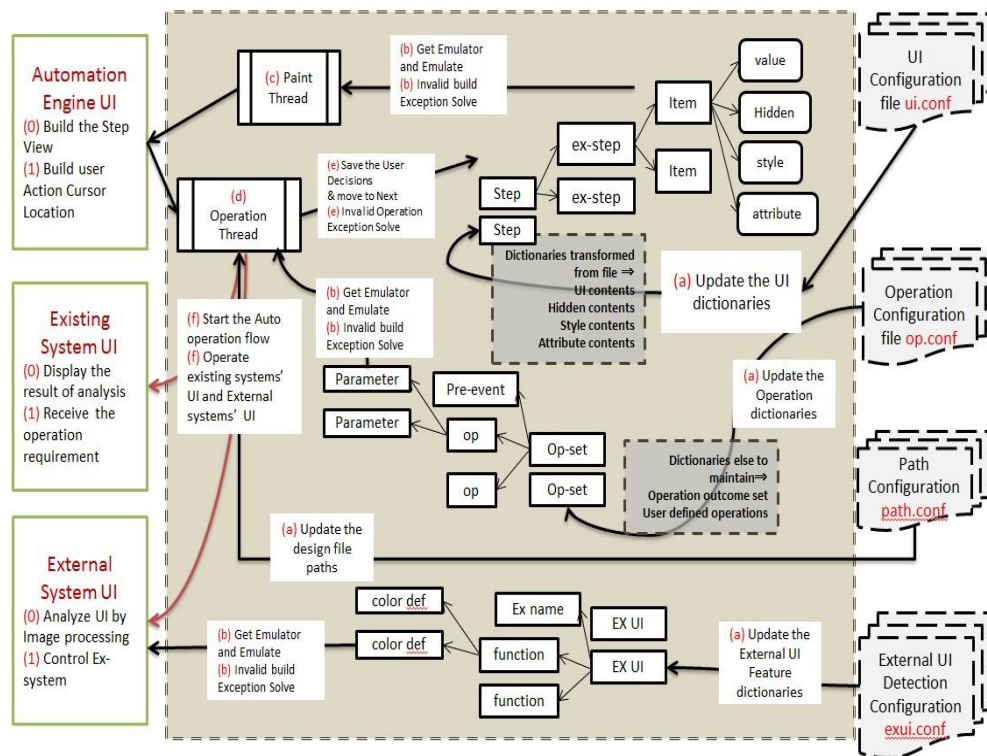 Automation
Engine UI
(0) Build the Step
View
(1) Build user
Action Cursor
Location
Existing
System UI
(0) Display the
result of analysis
(1) Receive the
operation
requirement
External
System UI
(0) Analyze UI by
Image processing
(1) Control Ex-
system
(c) Paint
Thread
(b) Get Emulator
and Emulate
(b) Invalid build
Exception Solve
(d)
Operation
Thread
(e) Save the User
Decisions
& move to Next
(e) Invalid Operation
Exception Solve
Step
Step
ex-step
ex-step
Item
Item
value
Hidden
style
attribute
Dictionaries transformed
from file ⇒
UI contents
Hidden contents
Style contents
Attribute contents
(a) Update the UI
dictionaries
(f) Start the Auto
operation flow
(f) Operate
existing systems'
UI and External
systems' UI
(b) Get Emulator
and Emulate
(b) Invalid build
Exception Solve
Parameter
Parameter
Pre-event
op
op
Op-set
Op-set
(a) Update the
Operation
dictionaries
Dictionaries else to
maintain⇒
Operation outcome set
User defined operations
(a) Update the
design file
paths
(b) Get Emulator
and Emulate
(b) Invalid build
Exception Solve
color def
color def
Ex name
function
function
EX UI
EX UI
(a) Update the
External UI
Feature
dictionaries
UI
Configuration
file ui.conf
Operation
Configuration
file op.conf
Path
Configuration
path.conf
External UI
Detection
Configuration
exui.conf